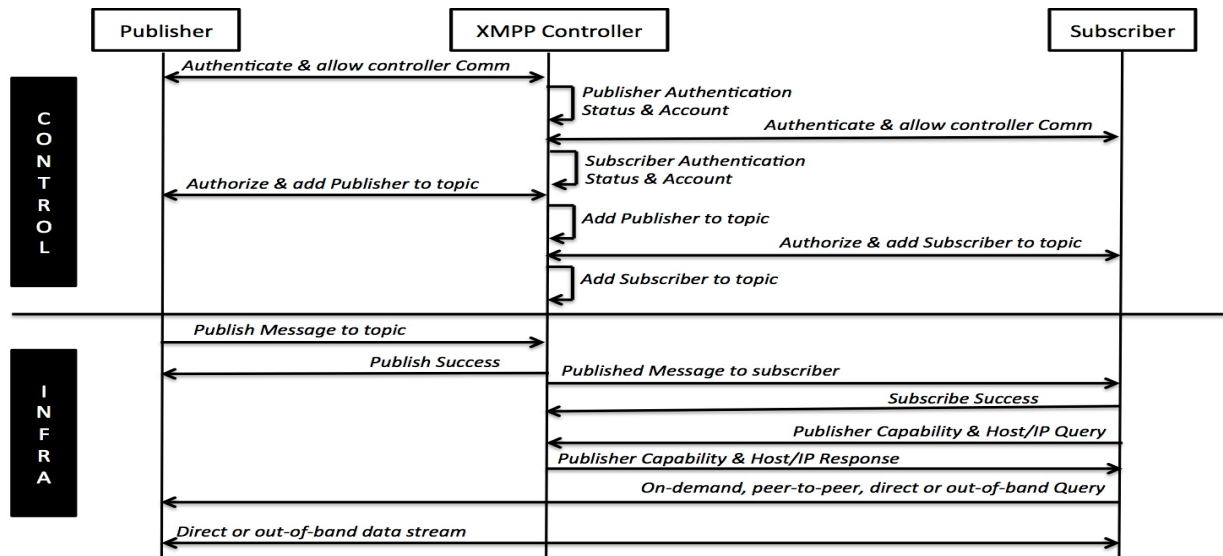 Publisher
XMPP Controller
Subscriber
CONTROL
Authenticate & allow controller Comm
Publisher Authentication
Status & Account
Authenticate & allow controller Comm
Subscriber Authentication
Status & Account
Authorize & add Publisher to topic
Add Publisher to topic
Authorize & add Subscriber to topic
Add Subscriber to topic
INFRA
Publish Message to topic
Publish Success
Published Message to subscriber
Subscribe Success
Publisher Capability & Host/IP Query
Publisher Capability & Host/IP Response
On-demand, peer-to-peer, direct or out-of-band Query
Direct or out-of-band data stream